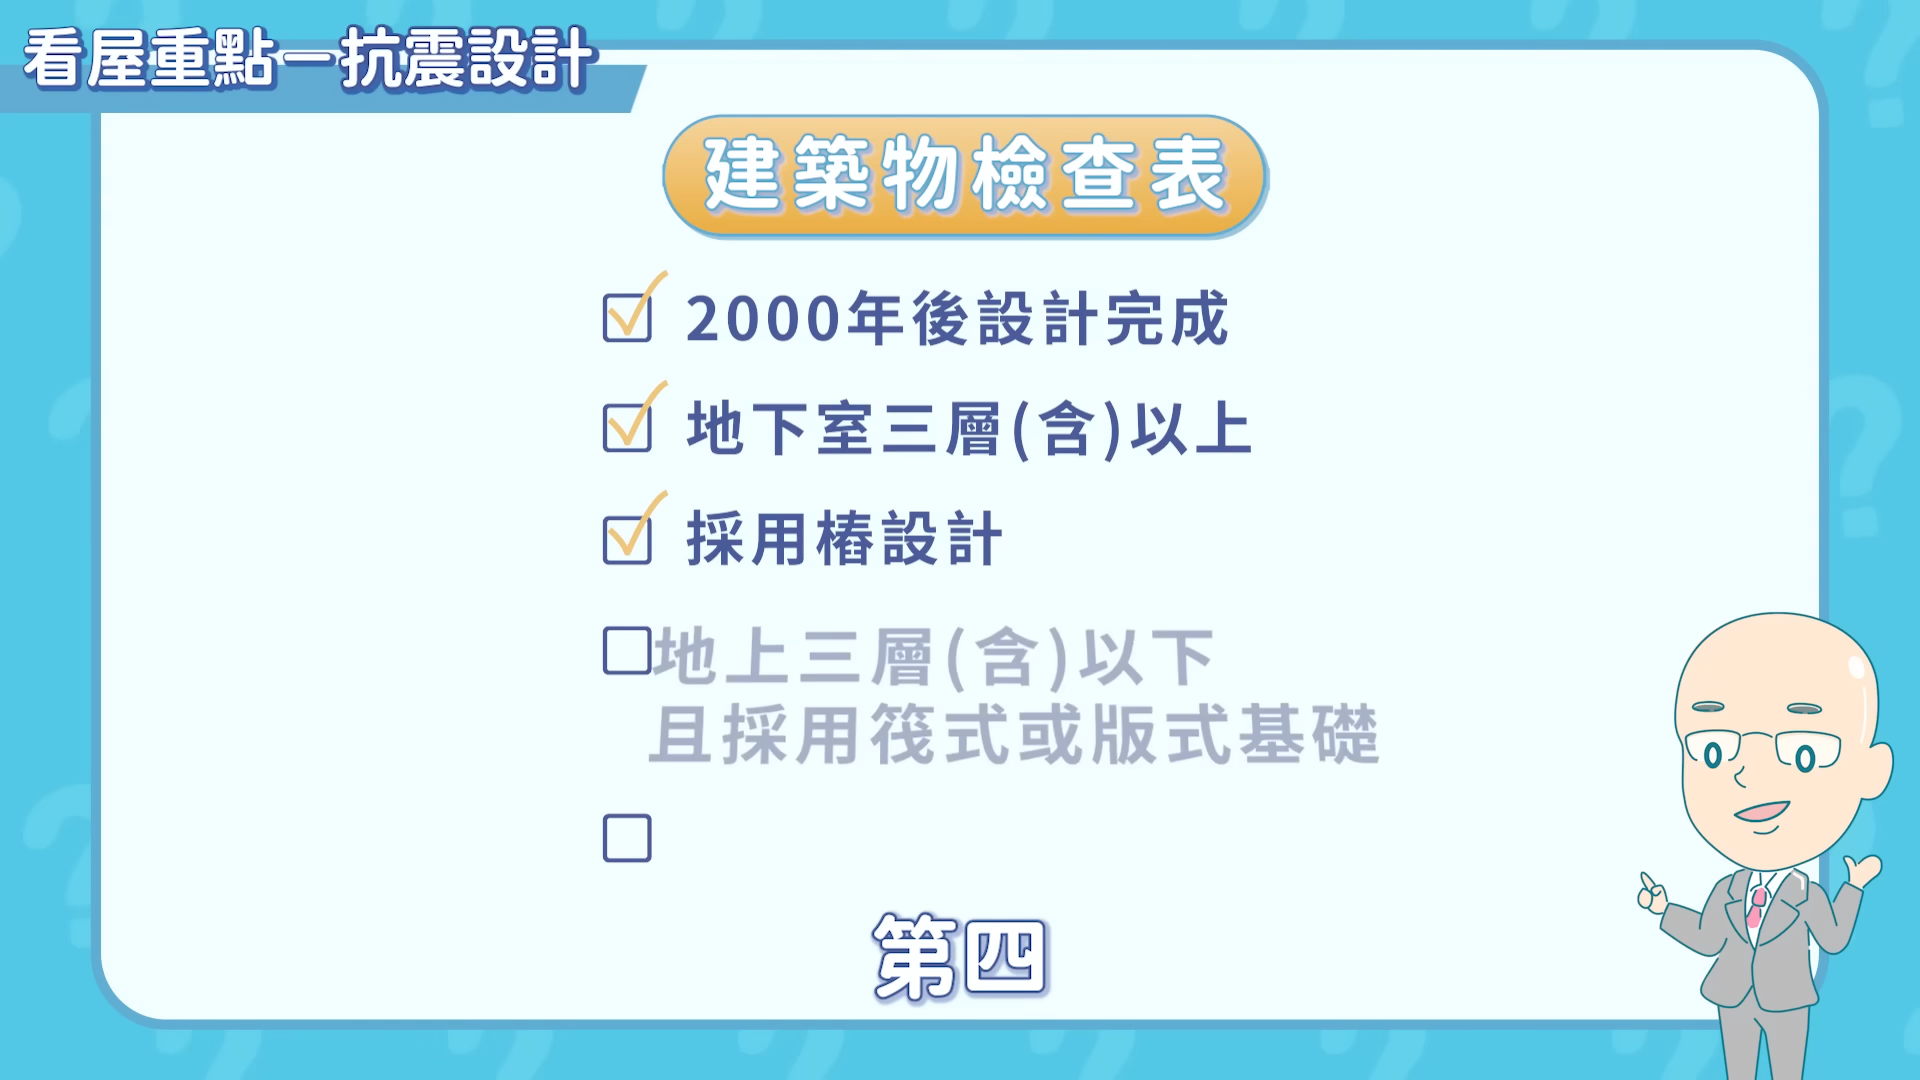 看屋重點－抗震設計
建築物檢查表
2000年後設計完成
地下室三層(含)以上
採用樁設計
地上三層(含)以下
且採用筏式或版式基礎
第四